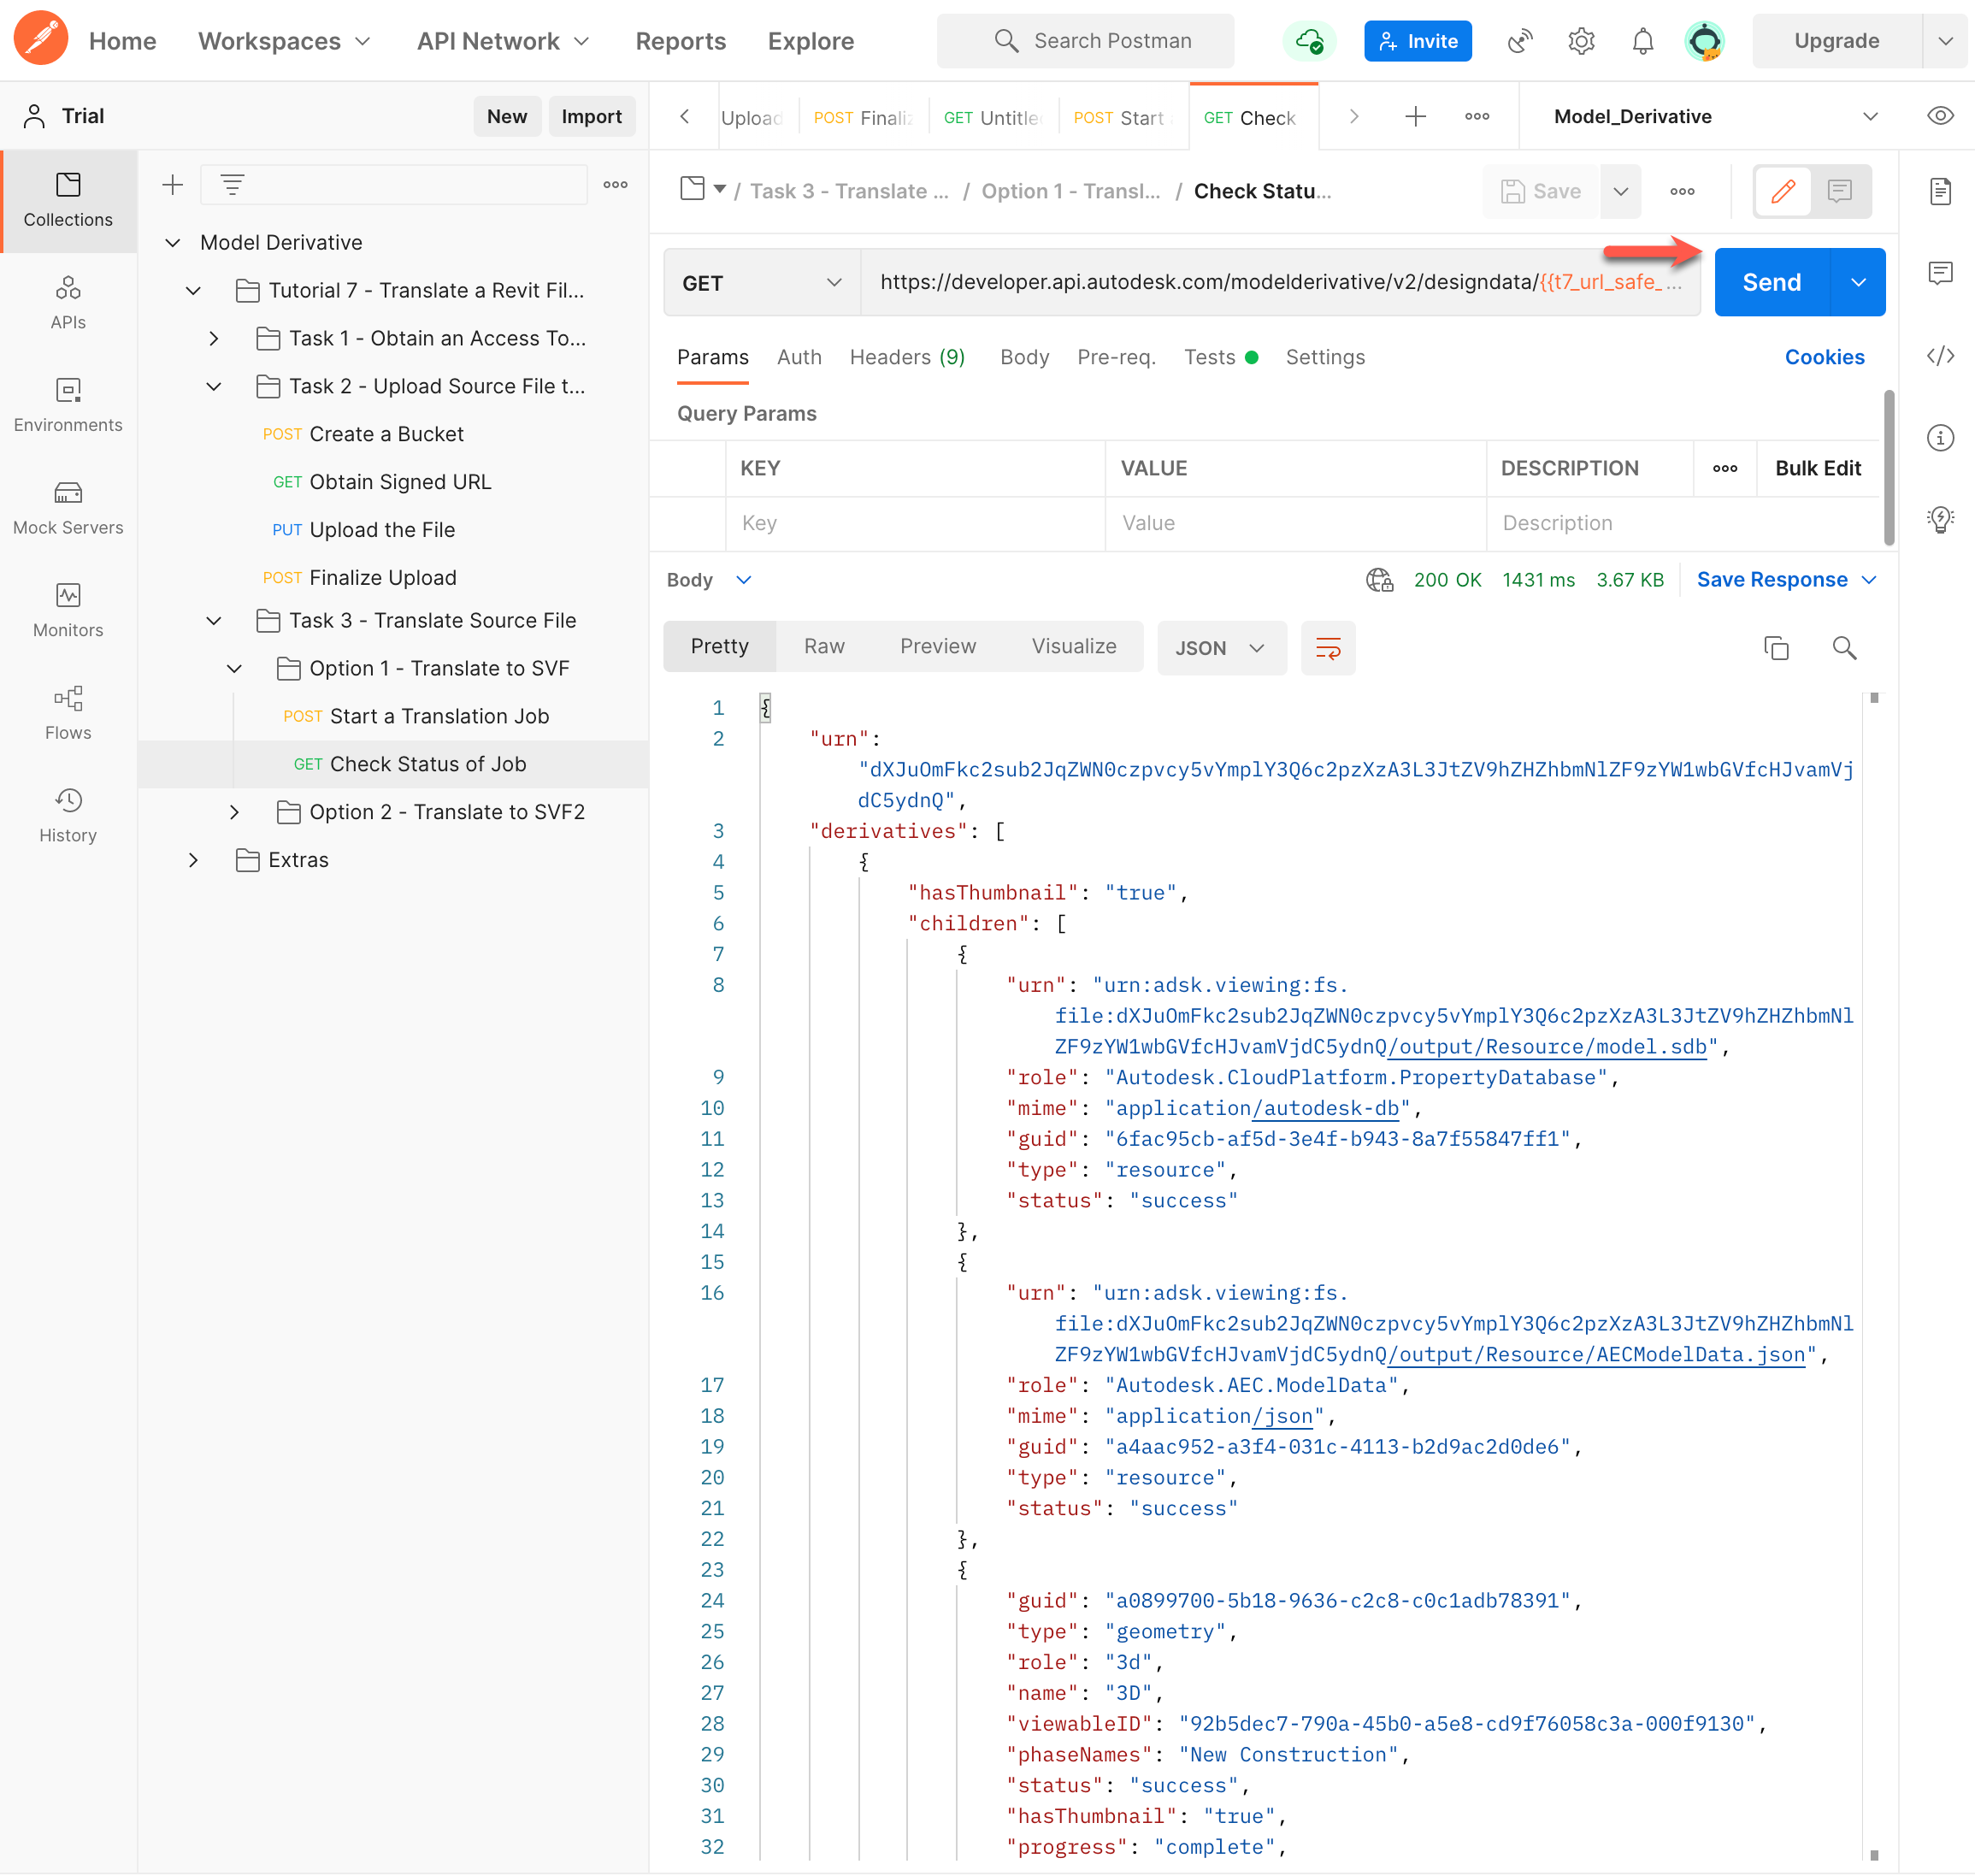 Home Workspaces API Network Reports Explore Search Postman Invite Upgrade
Trial New Import
Upload POST Finaliz GET Untitle POST Start GET Check Model_Derivative
Collections
APIs
Environments
Mock Servers
Monitors
Flows
History
Model Derivative
Tutorial 7 - Translate a Revit Fil...
Task 1 - Obtain an Access To...
Task 2 - Upload Source File t...
POST Create a Bucket
GET Obtain Signed URL
PUT Upload the File
POST Finalize Upload
Task 3 - Translate Source File
Option 1 - Translate to SVF
POST Start a Translation Job
GET Check Status of Job
Option 2 - Translate to SVF2
Extras
/ Task 3 - Translate ... / Option 1 - Transl... / Check Statu... Save
GET https://developer.api.autodesk.com/modelderivative/v2/designdata/{{t7_url_safe_ ... Send
Params Auth Headers (9) Body Pre-req. Tests Settings Cookies
Query Params
KEY VALUE DESCRIPTION Bulk Edit
Key Value Description
Body 200 OK 1431 ms 3.67 KB Save Response
Pretty Raw Preview Visualize JSON
1 {
2 "urn":
"dXJuOmFkc2sub2JqZWN0czpvcy5vYmplY3Q6c2pzXzA3L3JtZV9hZHZhbmNlZF9zYW1wbGVfcHJvamVj
dC5ydnQ",
3 "derivatives": [
4 {
5 "hasThumbnail": "true",
6 "children": [
7 {
8 "urn": "urn:adsk.viewing:fs.
file:dXJuOmFkc2sub2JqZWN0czpvcy5vYmplY3Q6c2pzXzA3L3JtZV9hZHZhbmNl
ZF9zYW1wbGVfcHJvamVjdC5ydnQ/output/Resource/model.sdb",
9 "role": "Autodesk.CloudPlatform.PropertyDatabase",
10 "mime": "application/autodesk-db",
11 "guid": "6fac95cb-af5d-3e4f-b943-8a7f55847ff1",
12 "type": "resource",
13 "status": "success"
14 },
15 {
16 "urn": "urn:adsk.viewing:fs.
file:dXJuOmFkc2sub2JqZWN0czpvcy5vYmplY3Q6c2pzXzA3L3JtZV9hZHZhbmNl
ZF9zYW1wbGVfcHJvamVjdC5ydnQ/output/Resource/AECModelData.json",
17 "role": "Autodesk.AEC.ModelData",
18 "mime": "application/json",
19 "guid": "a4aac952-a3f4-031c-4113-b2d9ac2d0de6",
20 "type": "resource",
21 "status": "success"
22 },
23 {
24 "guid": "a0899700-5b18-9636-c2c8-c0c1adb78391",
25 "type": "geometry",
26 "role": "3d",
27 "name": "3D",
28 "viewableID": "92b5dec7-790a-45b0-a5e8-cd9f76058c3a-000f9130",
29 "phaseNames": "New Construction",
30 "status": "success",
31 "hasThumbnail": "true",
32 "progress": "complete",